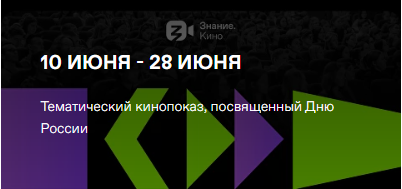 Знание.
Кино
10 ИЮНЯ - 28 ИЮНЯ
Тематический кинопоказ, посвященный Дню
России